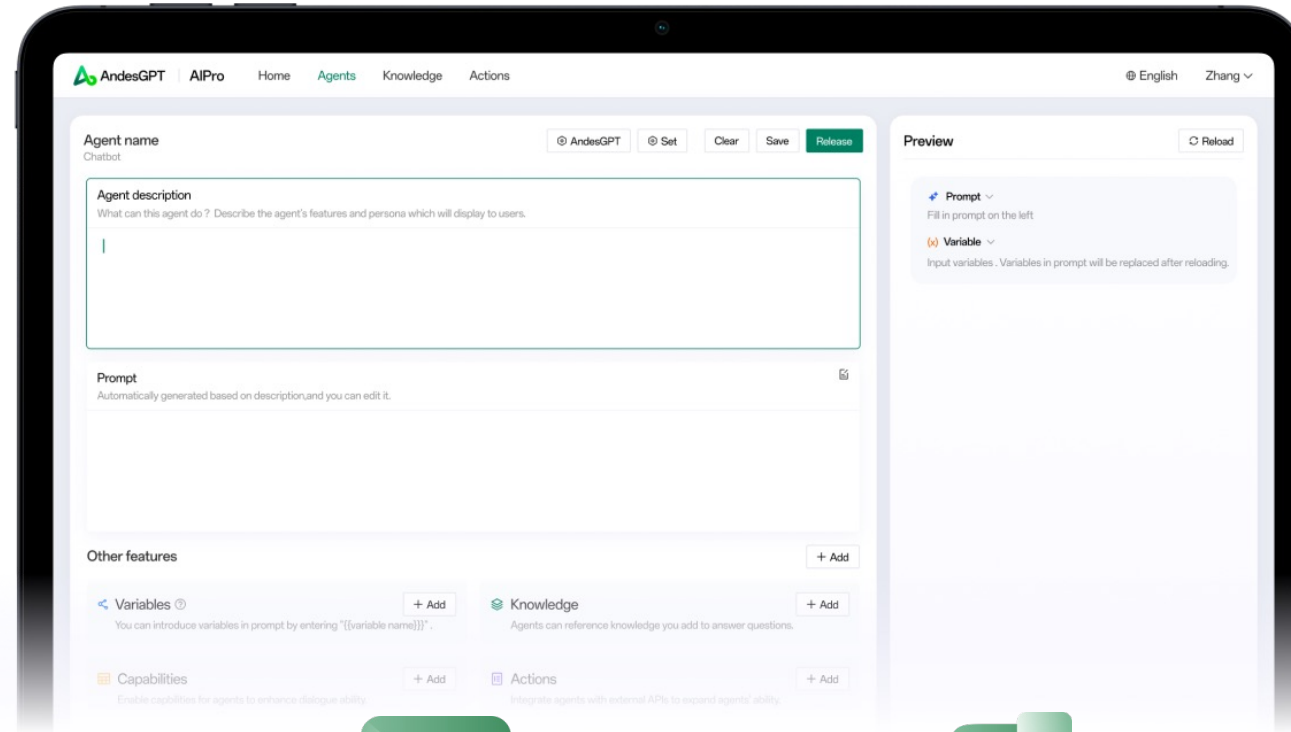 AndesGPT | AIPro Home Agents Knowledge Actions English Zhang
Agent name
Chatbot
AndesGPT Set Clear Save Release
Agent description
What can this agent do ? Describe the agent's features and persona which will display to users.
Prompt
Automatically generated based on description,and you can edit it.
Other features
+ Add
Variables
+ Add
You can introduce variables in prompt by entering "{{variable name}}}" .
Knowledge
+ Add
Agents can reference knowledge you add to answer questions.
Capabilities
+ Add
Enable capbilities for agents to enhance dialogue ability.
Actions
+ Add
Integrate agents with external APIs to expand agents' ability.
Preview
Reload
Prompt
Fill in prompt on the left
(x) Variable
Input variables . Variables in prompt will be replaced after reloading.